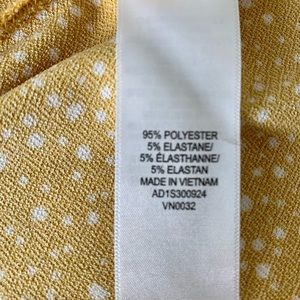 95% POLYESTER
5% ELASTANE/
5% ÉLASTHANNE/
5% ELASTAN
MADE IN VIETNAM
AD1S300924
VN0032